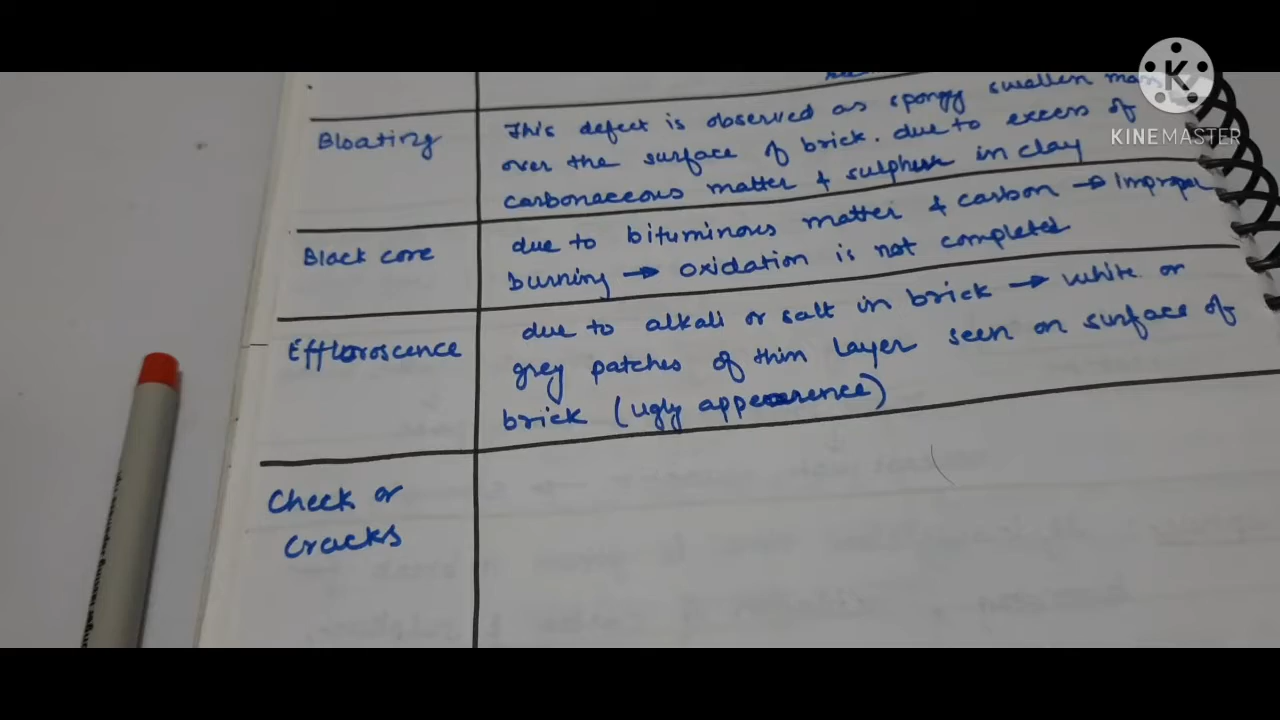 KINEMASTER
Bloating
This defect is observed as spongy swollen mass
over the surface of brick. due to excess of
carbonaceous matter & sulphur in clay
Black core
due to bituminous matter & carbon → Improper
burning → oxidation is not completed
Effloroscence
due to alkali or salt in brick → white or
grey patches of thin layer seen on surface of
brick (ugly appearence)
Check or
cracks